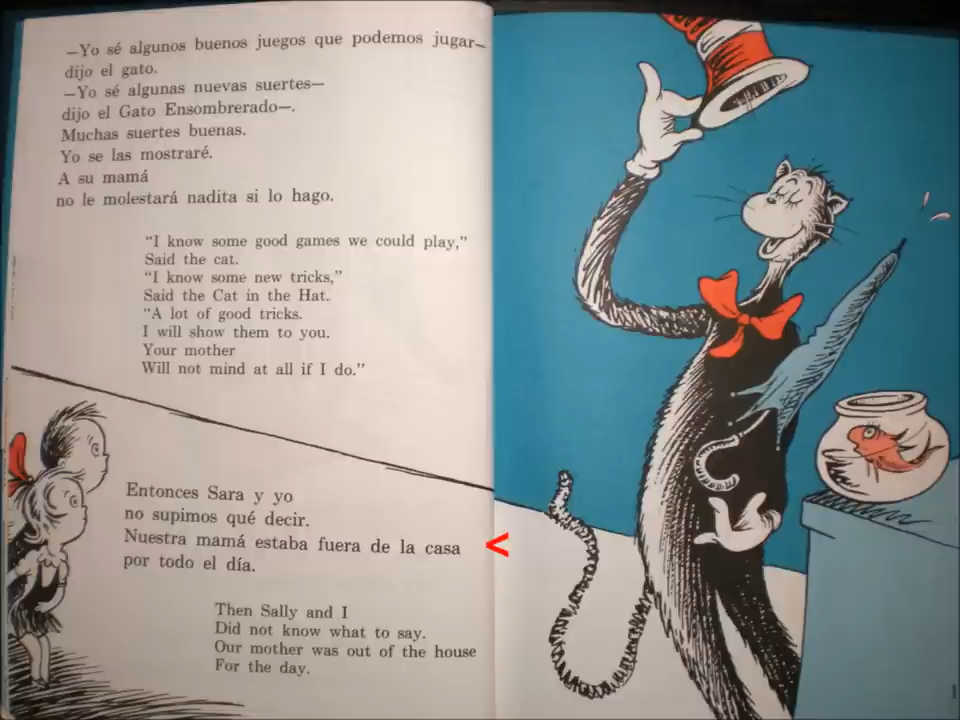 —Yo sé algunos buenos juegos que podemos jugar—
dijo el gato.
—Yo sé algunas nuevas suertes—
dijo el Gato Ensombrerado—.
Muchas suertes buenas.
Yo se las mostraré.
A su mamá
no le molestará nadita si lo hago.
"I know some good games we could play,"
Said the cat.
"I know some new tricks,"
Said the Cat in the Hat.
"A lot of good tricks.
I will show them to you.
Your mother
Will not mind at all if I do."
Entonces Sara y yo
no supimos qué decir.
Nuestra mamá estaba fuera de la casa <
por todo el día.
Then Sally and I
Did not know what to say.
Our mother was out of the house
For the day.